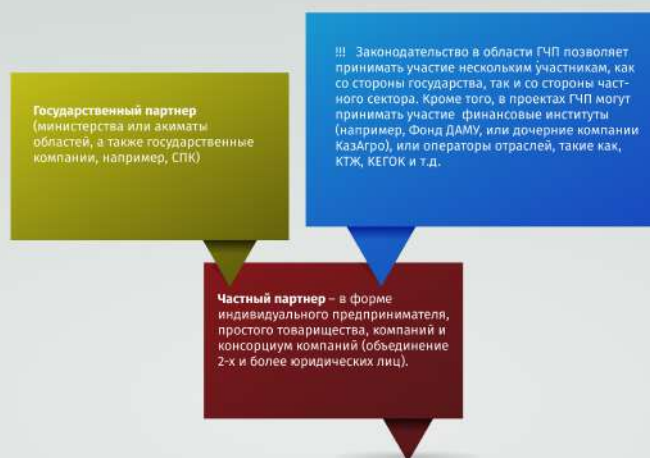 Государственный партнер
(министерства или акиматы
областей, а также государственные
компании, например, СПК)
!!! Законодательство в области ГЧП позволяет
принимать участие нескольким участникам, как
со стороны государства, так и со стороны част-
ного сектора. Кроме того, в проектах ГЧП могут
принимать участие финансовые институты
(например, Фонд ДАМУ, или дочерние компании
КазАгро), или операторы отраслей, такие как,
КТЖ, КЕГОК и т.д.
Частный партнер – в форме
индивидуального предпринимателя,
простого товарищества, компаний и
консорциум компаний (объединение
2-х и более юридических лиц).